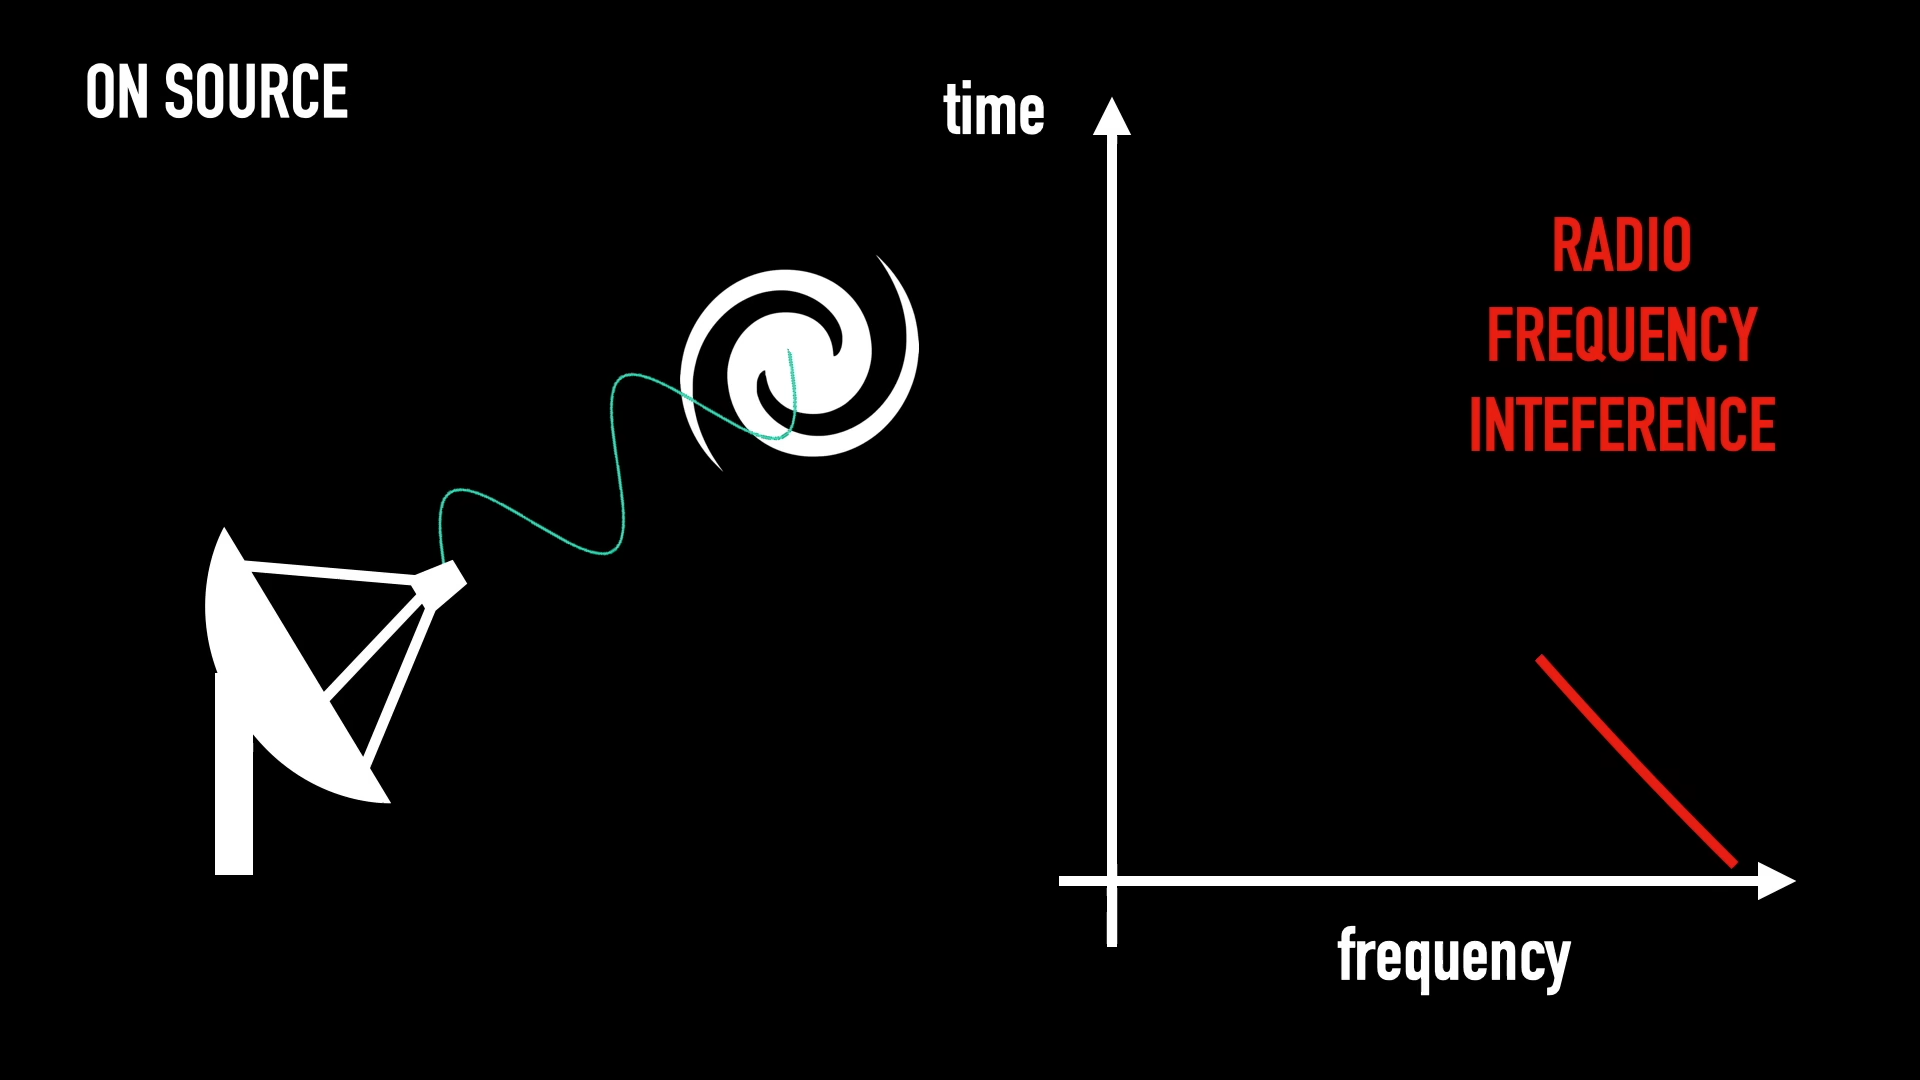 ON SOURCE
time
RADIO
FREQUENCY
INTEFERENCE
frequency